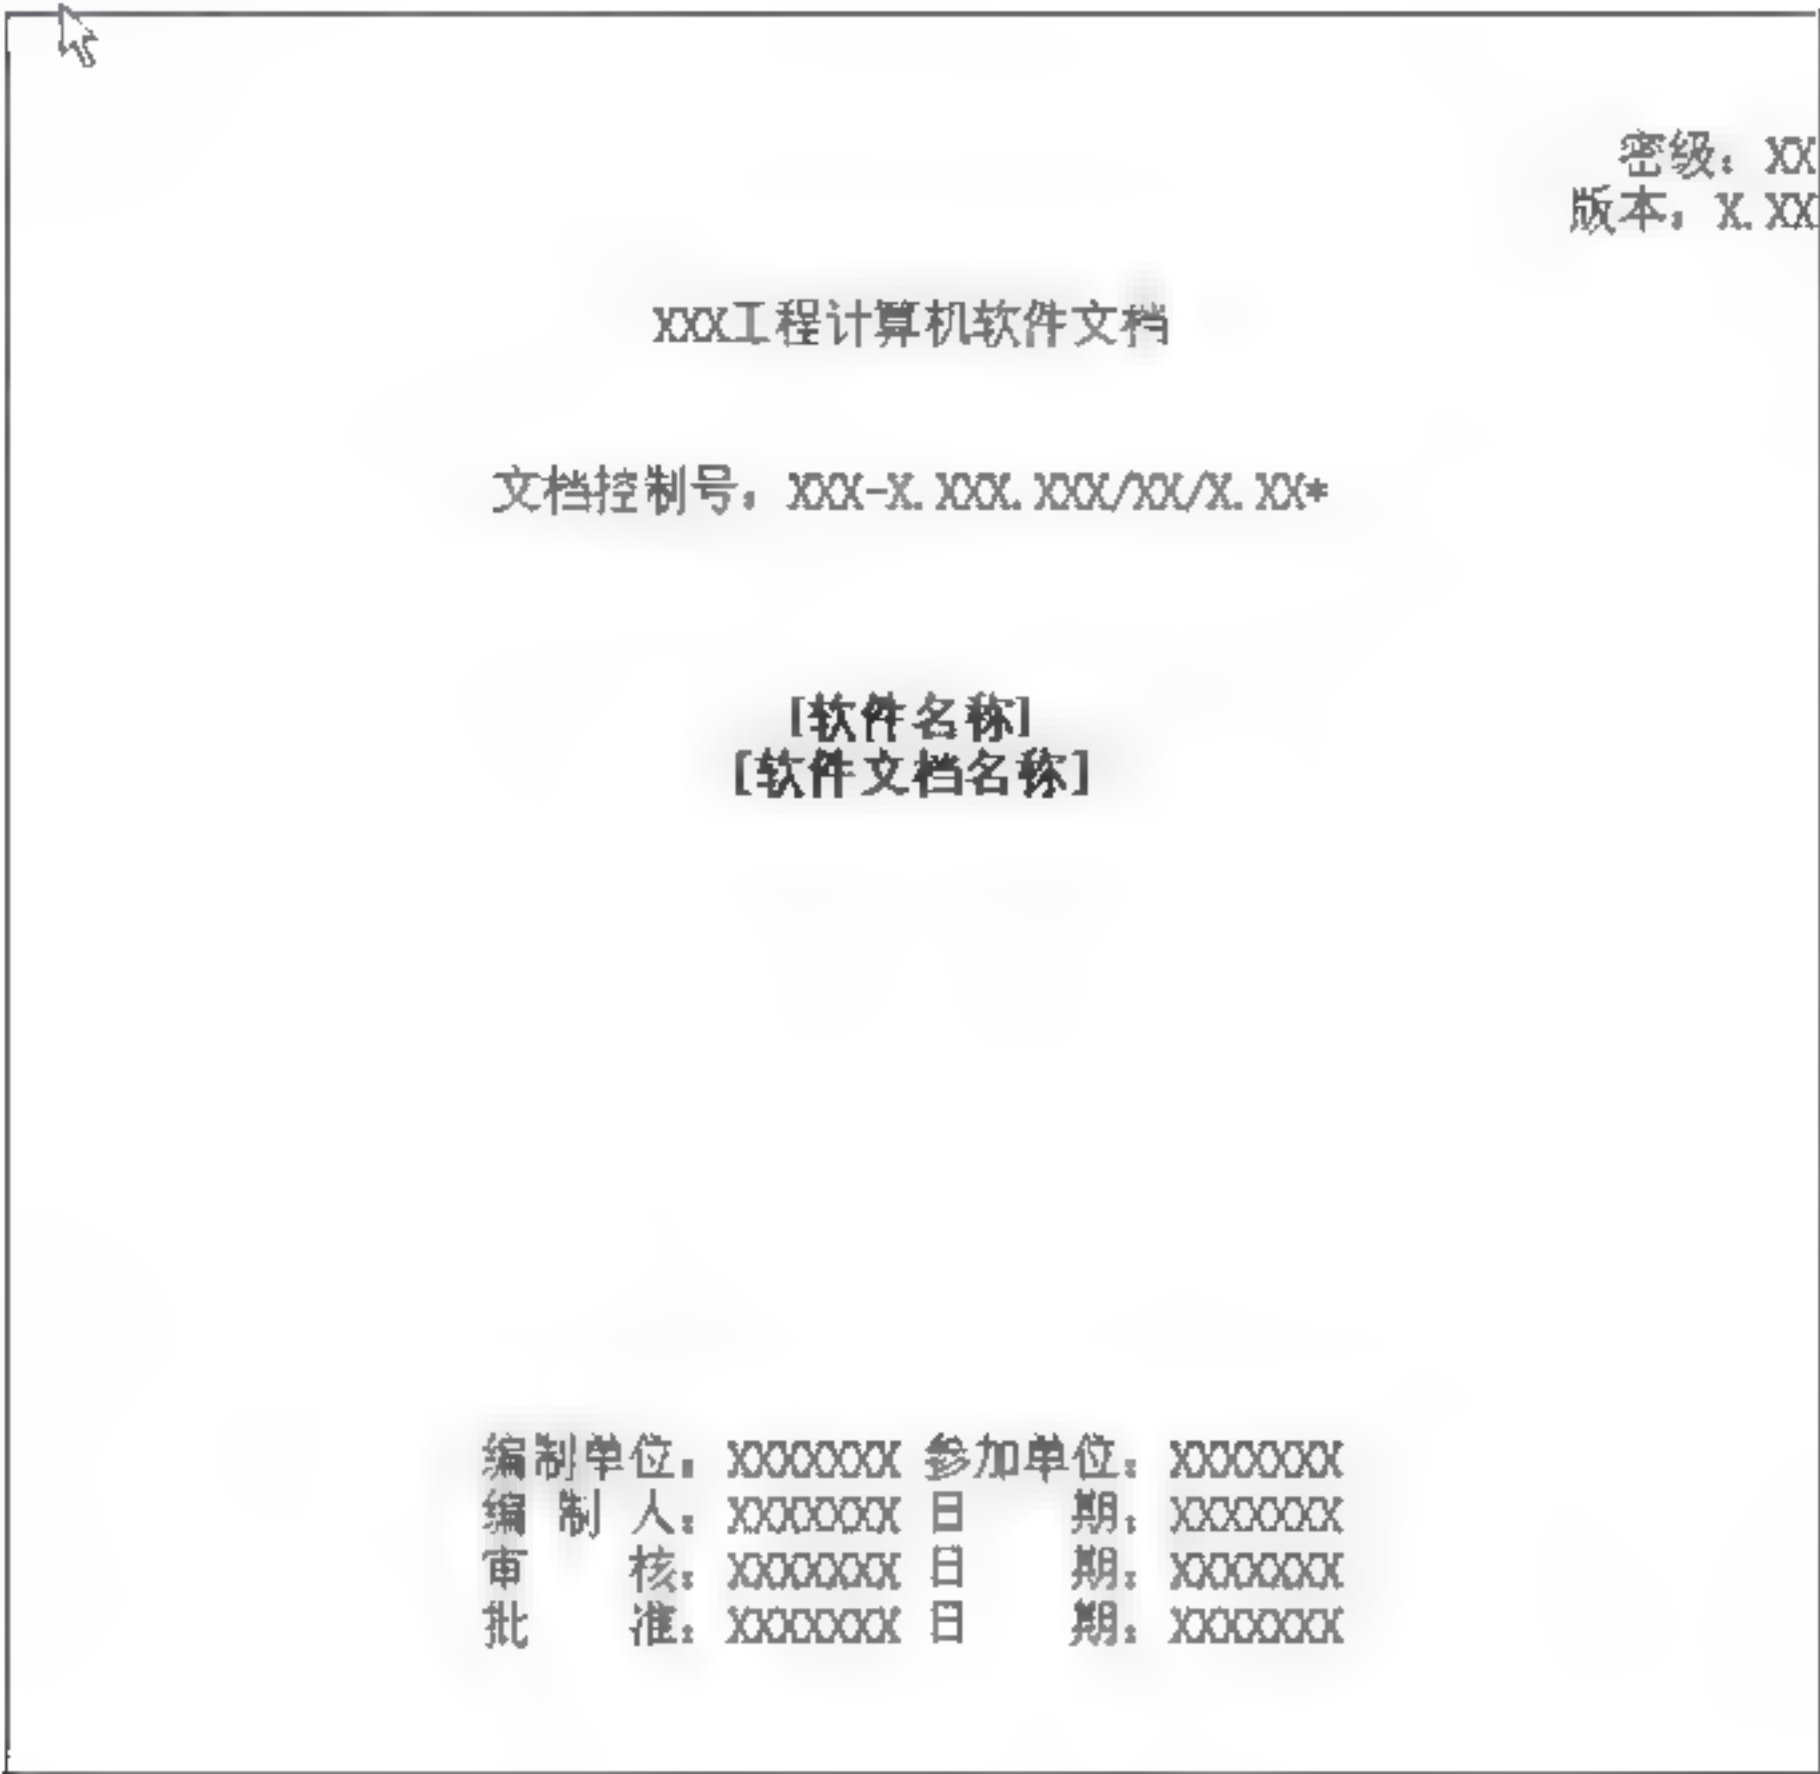 密级：XX
版本：X.XX
XXX工程计算机软件文档
文档控制号：XXX-X.XXX.XXX/XX/X.XX*
[软件名称]
[软件文档名称]
编制单位：XXXXXXX 参加单位：XXXXXXX
编 制 人：XXXXXXX 日 期：XXXXXXX
审 核：XXXXXXX 日 期：XXXXXXX
批 准：XXXXXXX 日 期：XXXXXXX